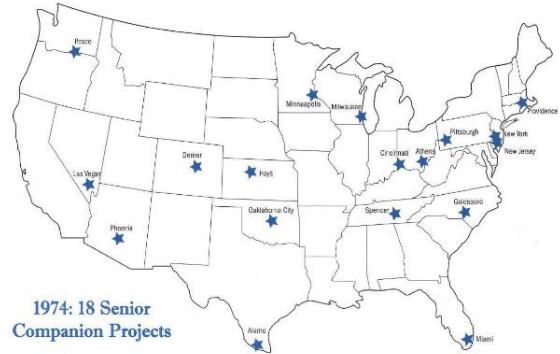 Pasco
Minneapolis
Milwaukee
Providence
Pittsburgh
New York
New Jersey
Cincinnati
Athens
Denver
Hays
Las Vegas
Oklahoma City
Spencer
Goldsboro
Phoenix
Alamo
Miami
1974: 18 Senior
Companion Projects